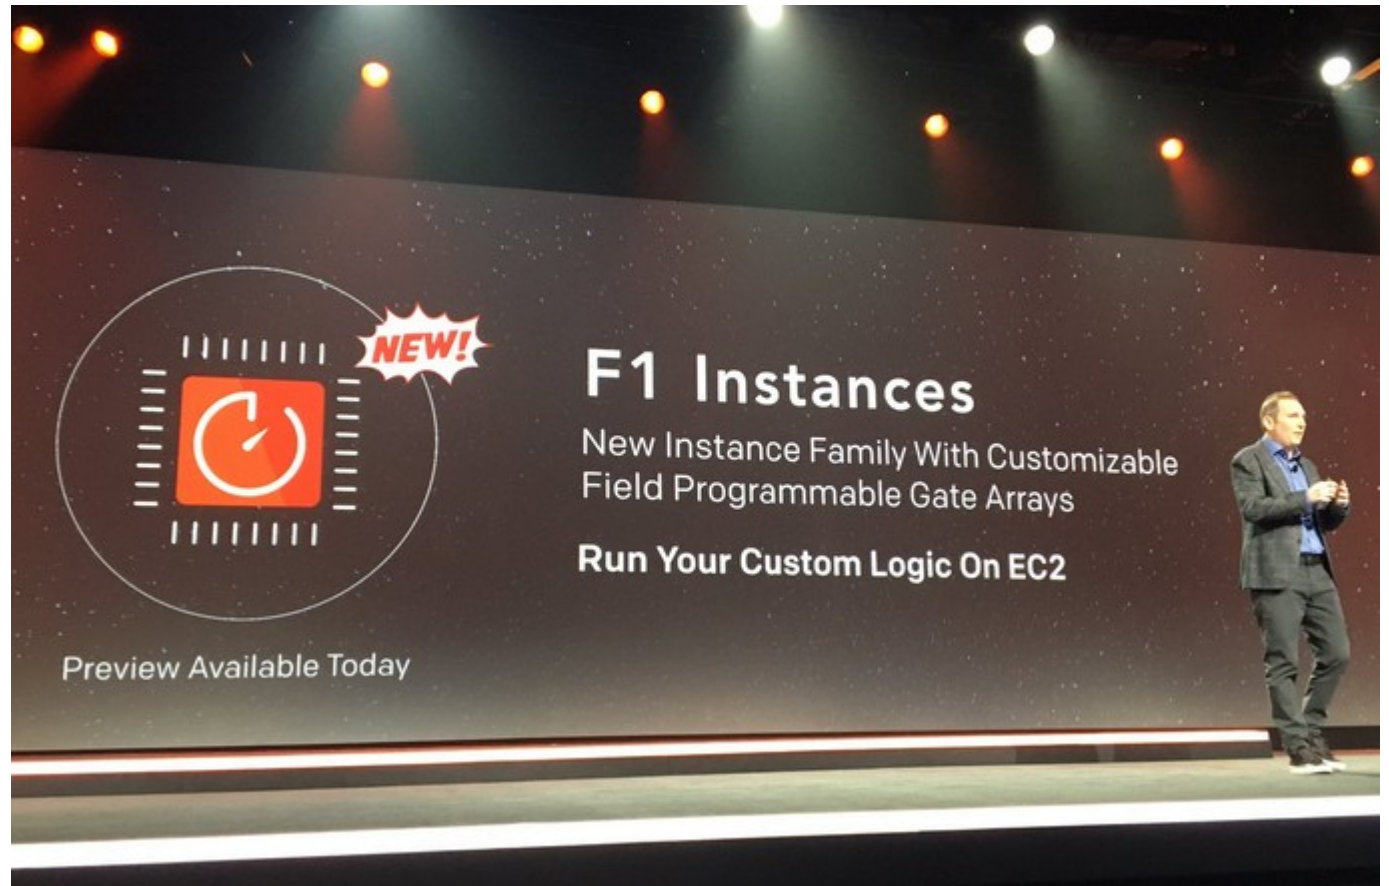 NEW!
F1 Instances
New Instance Family With Customizable
Field Programmable Gate Arrays
Run Your Custom Logic On EC2
Preview Available Today